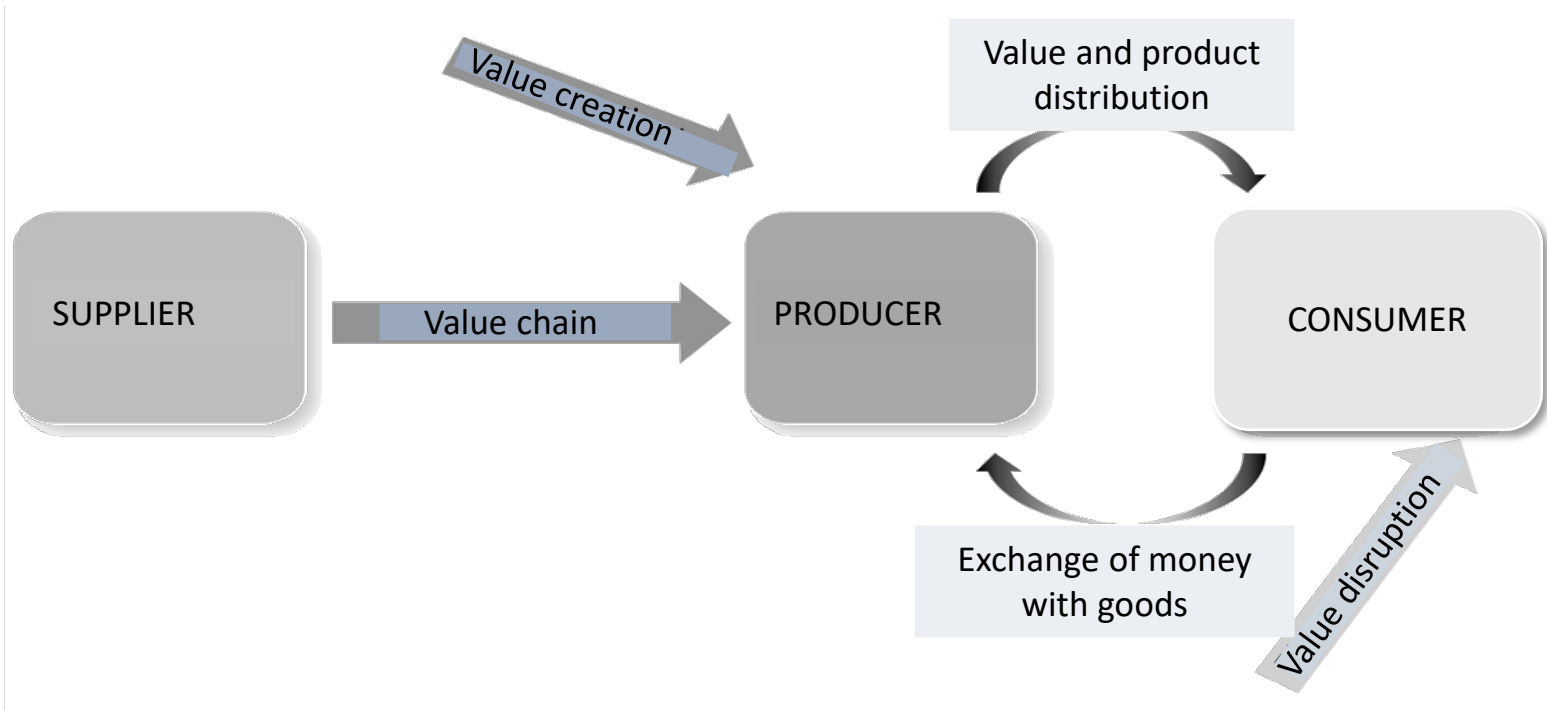 Value creation
Value and product
distribution
SUPPLIER
Value chain
PRODUCER
CONSUMER
Exchange of money
with goods
Value disruption